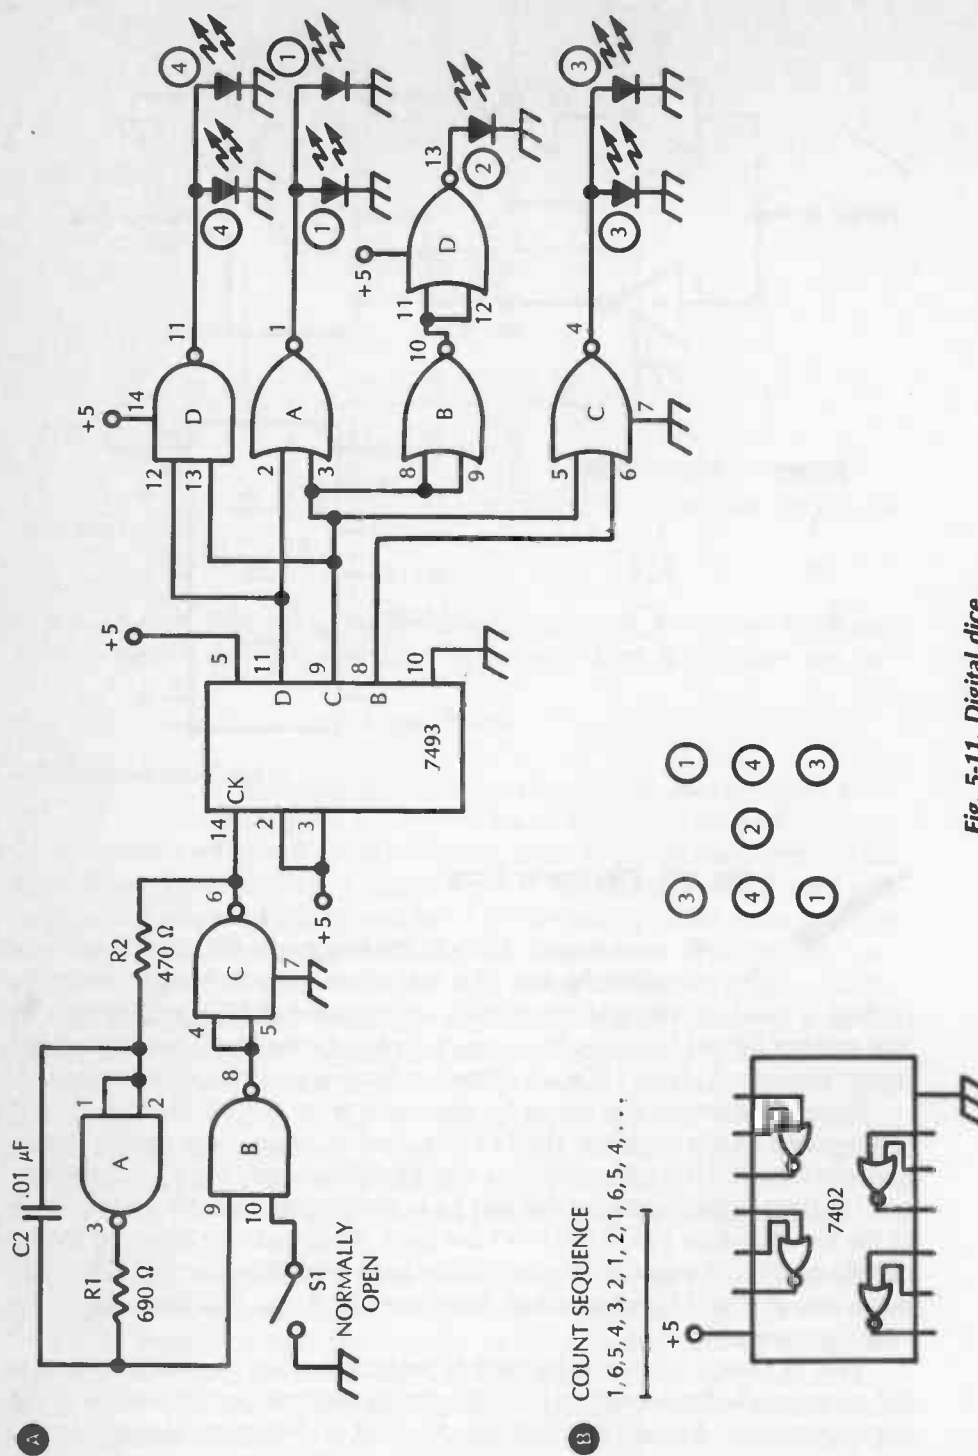 A
C2 .01 µF
R1
690 Ω
3
A
1
2
R2
470 Ω
9
10
B
8
4
5
C
6
7
S1
NORMALLY
OPEN
+5
14
2
3
CK
7493
5
D
11
C
9
B
8
10
+5
+5
14
12
13
D
11
4
4
2
3
A
1
1
1
8
9
B
10
11
12
+5
D
13
2
5
6
C
4
7
3
3
B
COUNT SEQUENCE
1, 6, 5, 4, 3, 2, 1, 2, 1, 6, 5, 4, ...
+5
7402
3 1
4 2 4
1 3
Fig. 5-11. Digital dice